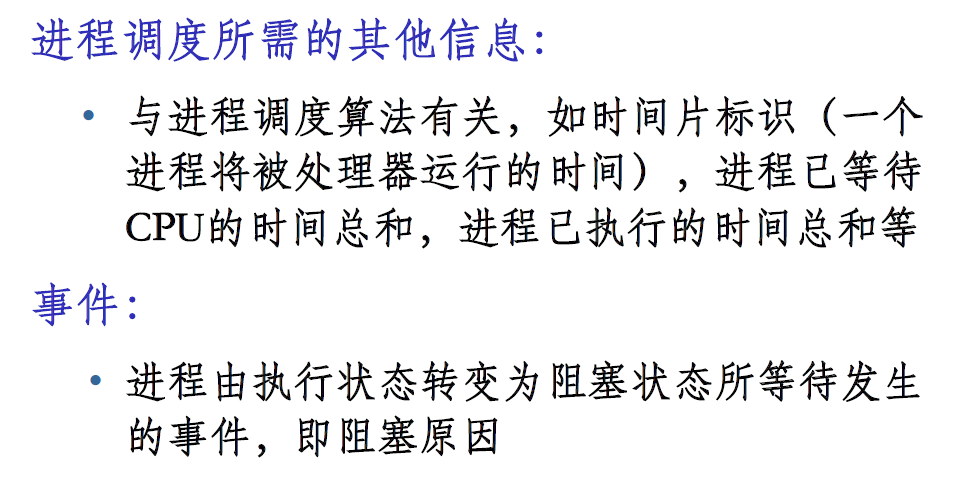 进程调度所需的其他信息：
• 与进程调度算法有关，如时间片标识（一个
进程将被处理器运行的时间），进程已等待
CPU的时间总和，进程已执行的时间总和等
事件：
• 进程由执行状态转变为阻塞状态所等待发生
的事件，即阻塞原因